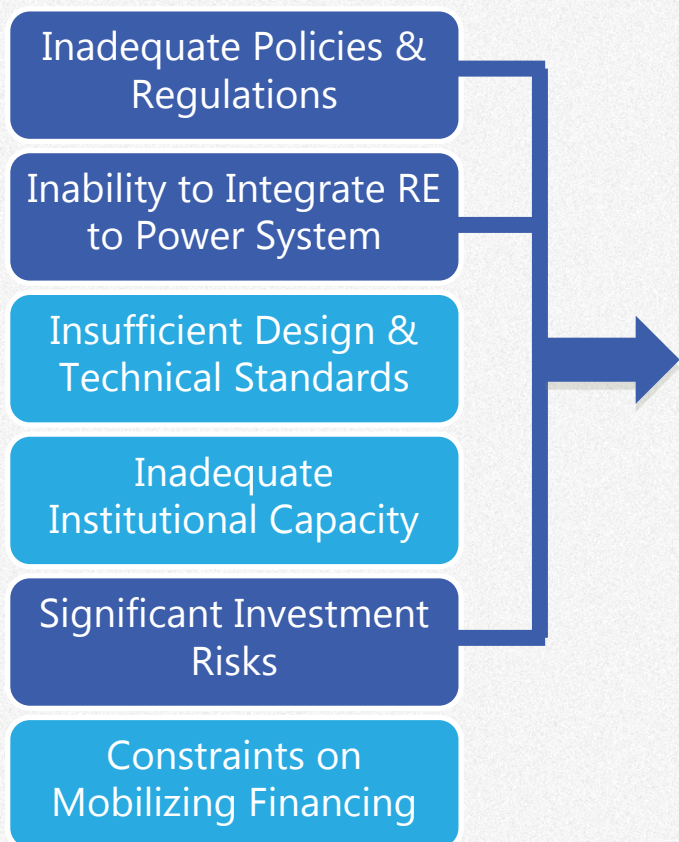 Inadequate Policies &
Regulations
Inability to Integrate RE
to Power System
Insufficient Design &
Technical Standards
Inadequate
Institutional Capacity
Significant Investment
Risks
Constraints on
Mobilizing Financing